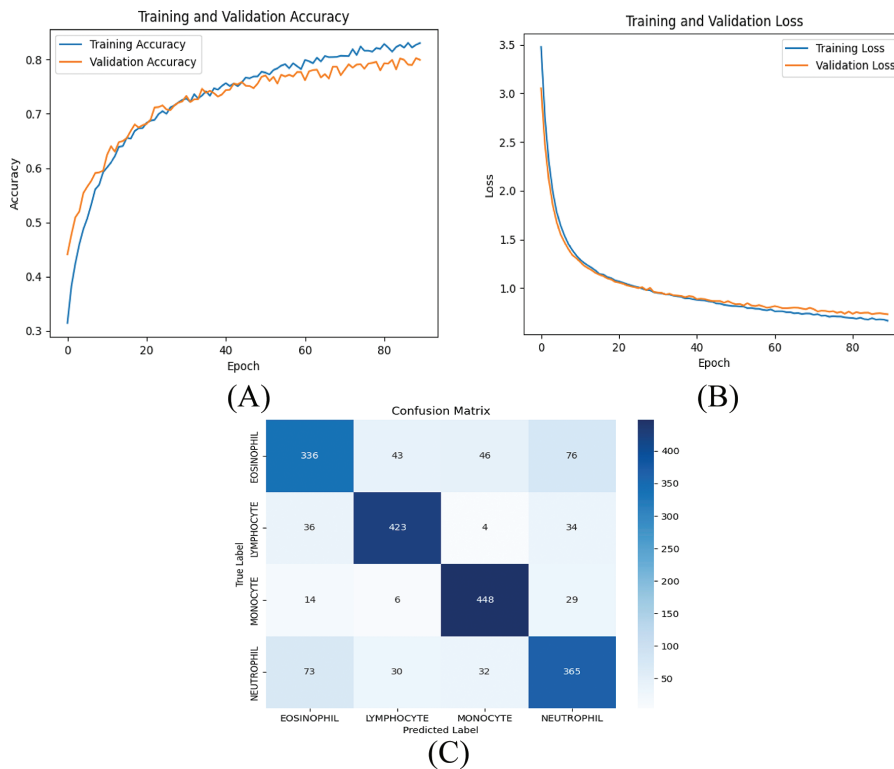 Training and Validation Accuracy
Training Accuracy
Validation Accuracy
0.8
0.7
0.6
0.5
0.4
0.3
Accuracy
0 20 40 60 80
Epoch
(A)
Training and Validation Loss
Training Loss
Validation Loss
3.5
3.0
2.5
2.0
1.5
1.0
Loss
0 20 40 60 80
Epoch
(B)
Confusion Matrix
True Label
EOSINOPHIL 336 43 46 76
LYMPHOCYTE 36 423 4 34
MONOCYTE 14 6 448 29
NEUTROPHIL 73 30 32 365
EOSINOPHIL LYMPHOCYTE MONOCYTE NEUTROPHIL
Predicted Label
400
350
300
250
200
150
100
50
(C)